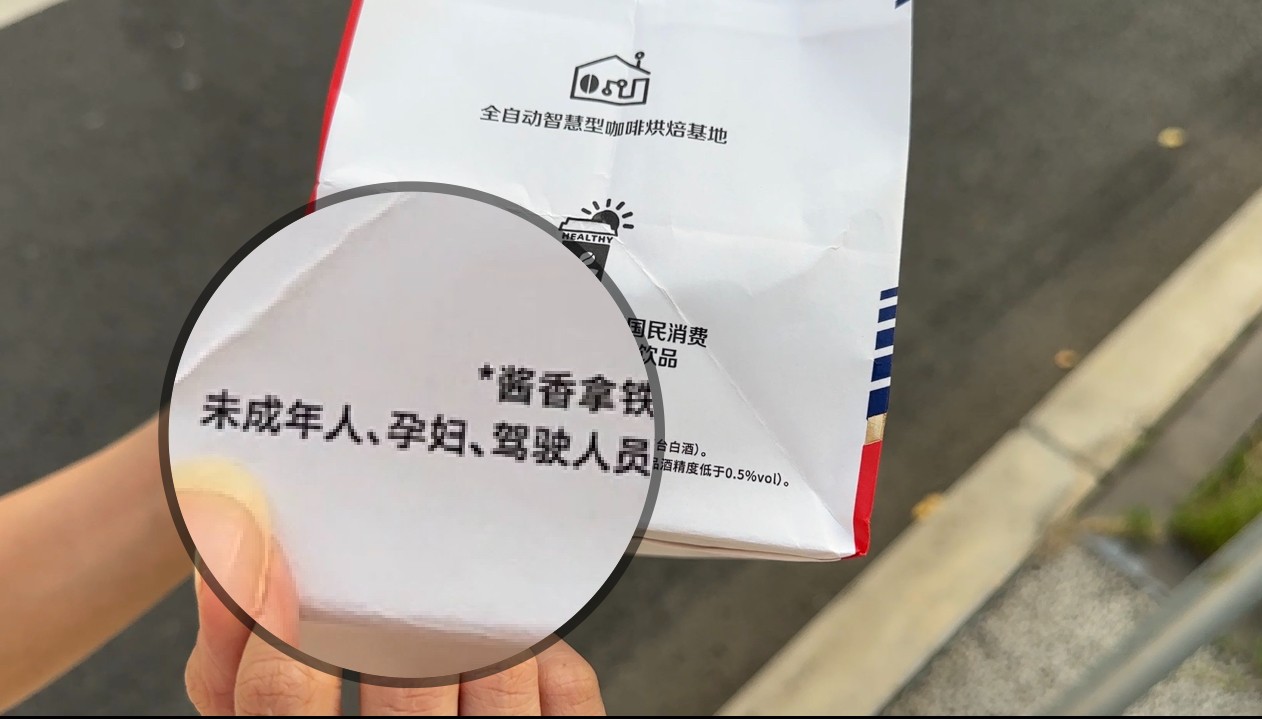 全自动智慧型咖啡烘焙基地
HEALTHY
国民消费
饮品
*酱香拿铁
台白酒）。
未成年人、孕妇、驾驶人员
品酒精度低于0.5%vol）。